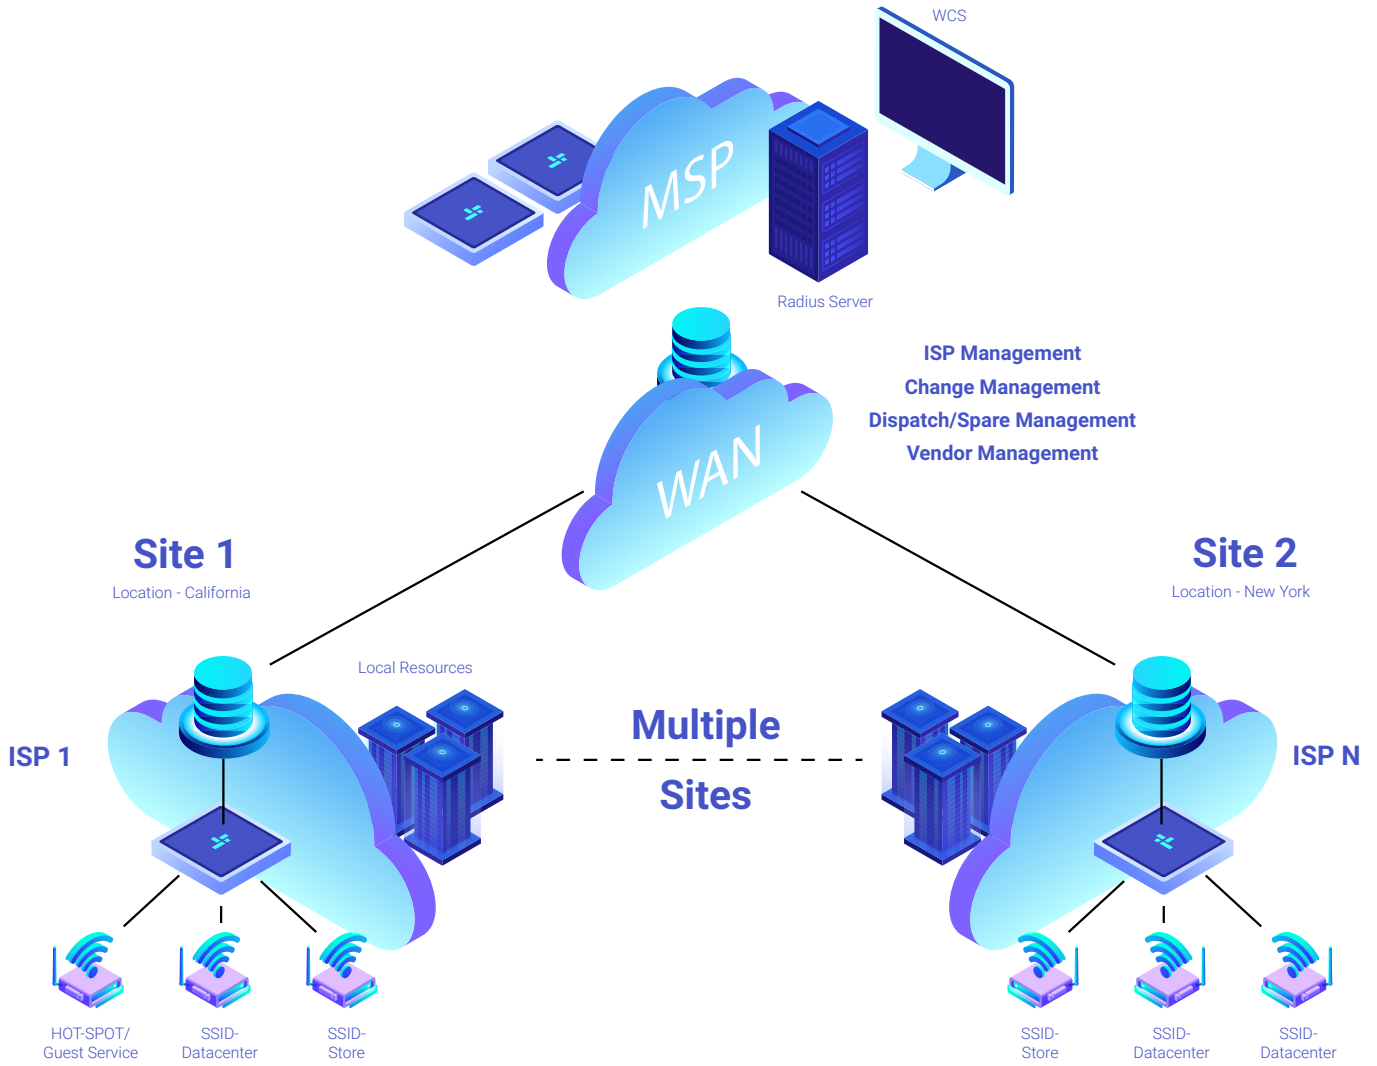 WCS
MSP
Radius Server
ISP Management
Change Management
Dispatch/Spare Management
Vendor Management
WAN
Site 1
Location - California
Site 2
Location - New York
Local Resources
ISP 1
Multiple
Sites
ISP N
HOT-SPOT/
Guest Service
SSID-
Datacenter
SSID-
Store
SSID-
Store
SSID-
Datacenter
SSID-
Datacenter